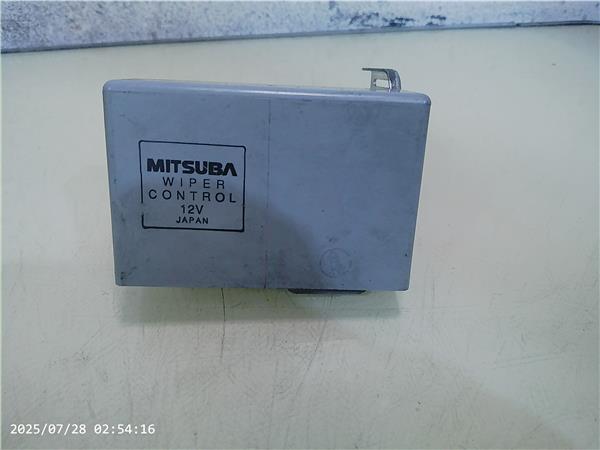 MITSUBA
WIPER
CONTROL
12V
JAPAN
2025/07/28 02:54:16